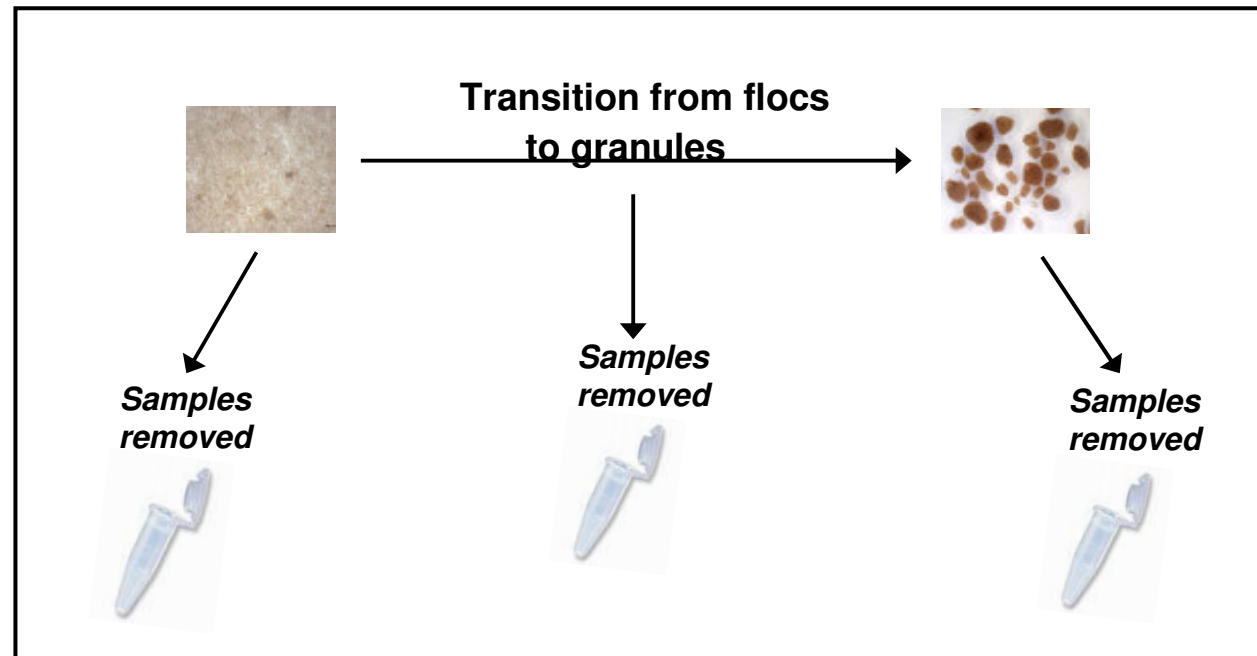 Transition from flocs
to granules
Samples
removed
Samples
removed
Samples
removed